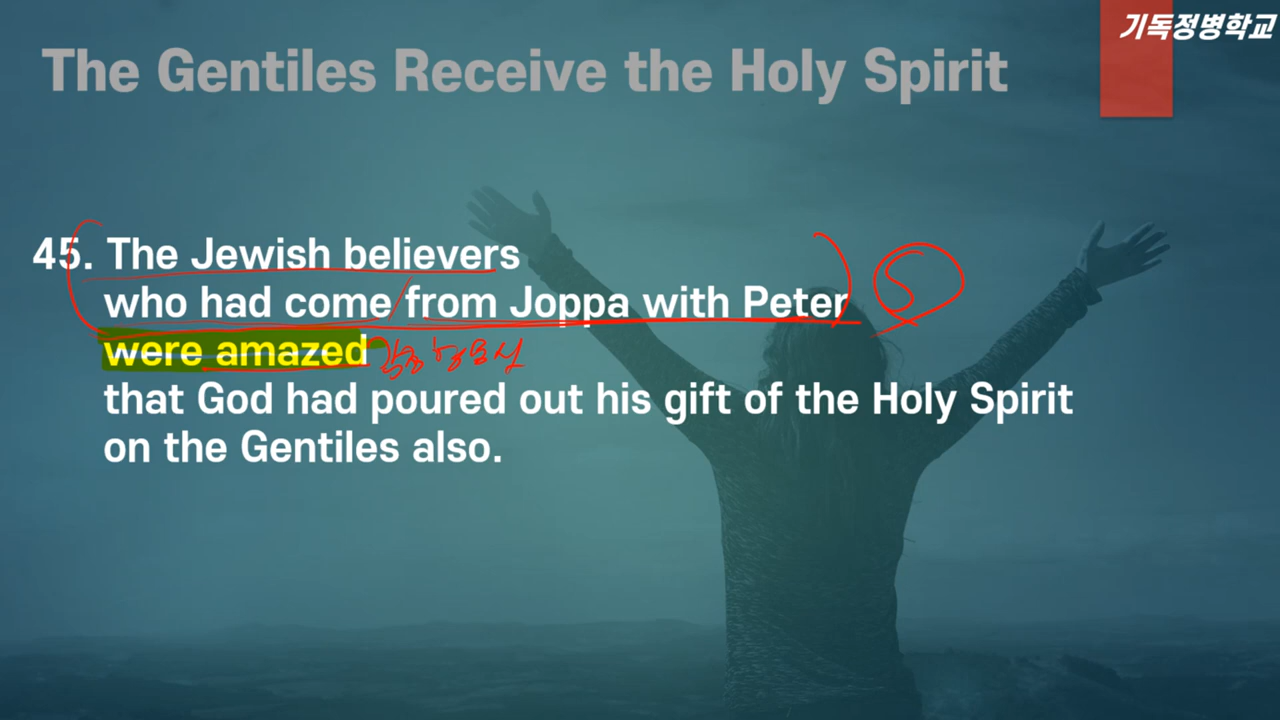 기독정병학교
The Gentiles Receive the Holy Spirit
45. The Jewish believers
who had come from Joppa with Peter
S
were amazed
that God had poured out his gift of the Holy Spirit
on the Gentiles also.